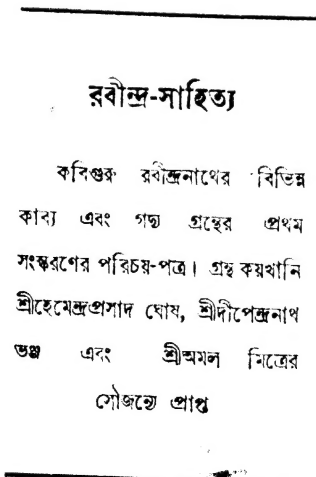 রবীন্দ্র-সাহিত্য
কবিগুরু রবীন্দ্রনাথের বিভিন্ন
কাব্য এবং গদ্য গ্রন্থের প্রথম
সংস্করণের পরিচয়-পত্র। গ্রন্থ কয়খানি
শ্রীহেমেন্দ্রপ্রসাদ ঘোষ, শ্রীদীপেন্দ্রনাথ
ভঞ্জ এবং শ্রীঅমল মিত্রের
সৌজন্যে প্রাপ্ত